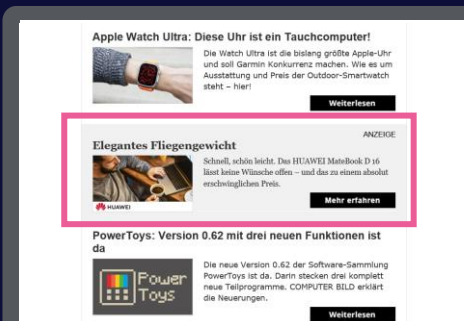 Apple Watch Ultra: Diese Uhr ist ein Tauchcomputer!
Die Watch Ultra ist die bislang größte Apple-Uhr
und soll Garmin Konkurrenz machen. Wie es um
Ausstattung und Preis der Outdoor-Smartwatch
steht – hier!
Weiterlesen
ANZEIGE
Elegantes Fliegengewicht
Schnell, schön leicht. Das HUAWEI MateBook D 16
lässt keine Wünsche offen – und das zu einem absolut
erschwinglichen Preis.
HUAWEI
Mehr erfahren
PowerToys: Version 0.62 mit drei neuen Funktionen ist
da
Power
Toys
Die neue Version 0.62 der Software-Sammlung
PowerToys ist da. Darin stecken drei komplett
neue Teilprogramme. COMPUTER BILD erklärt
die Neuerungen.
Weiterlesen